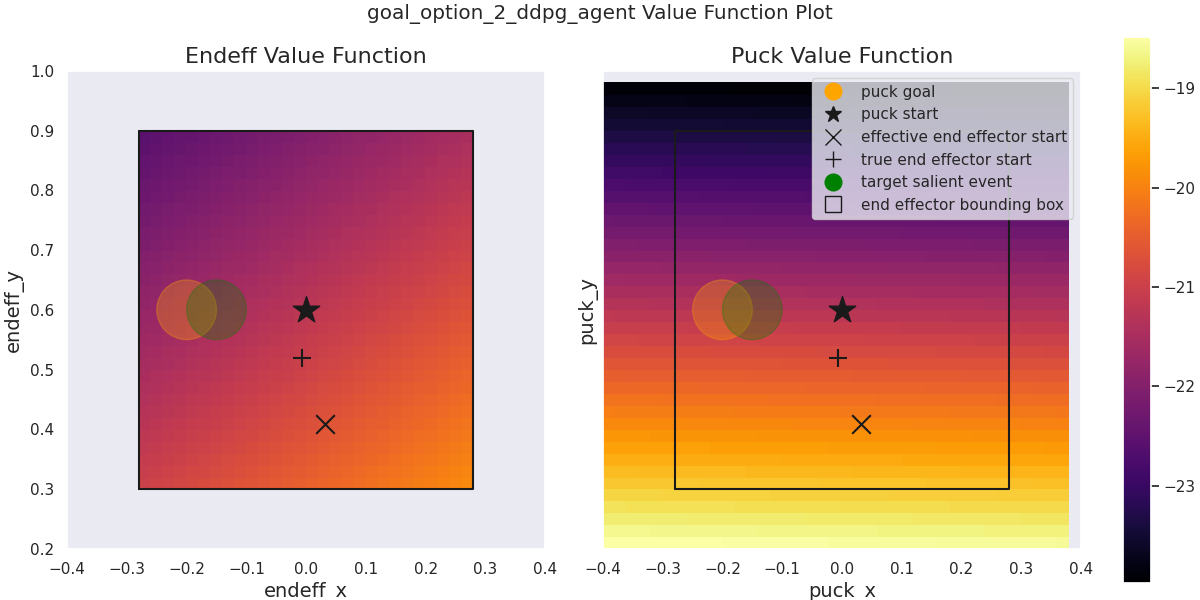 goal_option_2_ddpg_agent Value Function Plot
Endeff Value Function
endeff_y
1.0
0.9
0.8
0.7
0.6
0.5
0.4
0.3
0.2
−0.4 −0.3 −0.2 −0.1 0.0 0.1 0.2 0.3 0.4
endeff_x
Puck Value Function
puck_y
puck goal
puck start
effective end effector start
true end effector start
target salient event
end effector bounding box
−0.4 −0.3 −0.2 −0.1 0.0 0.1 0.2 0.3 0.4
puck_x
−19
−20
−21
−22
−23